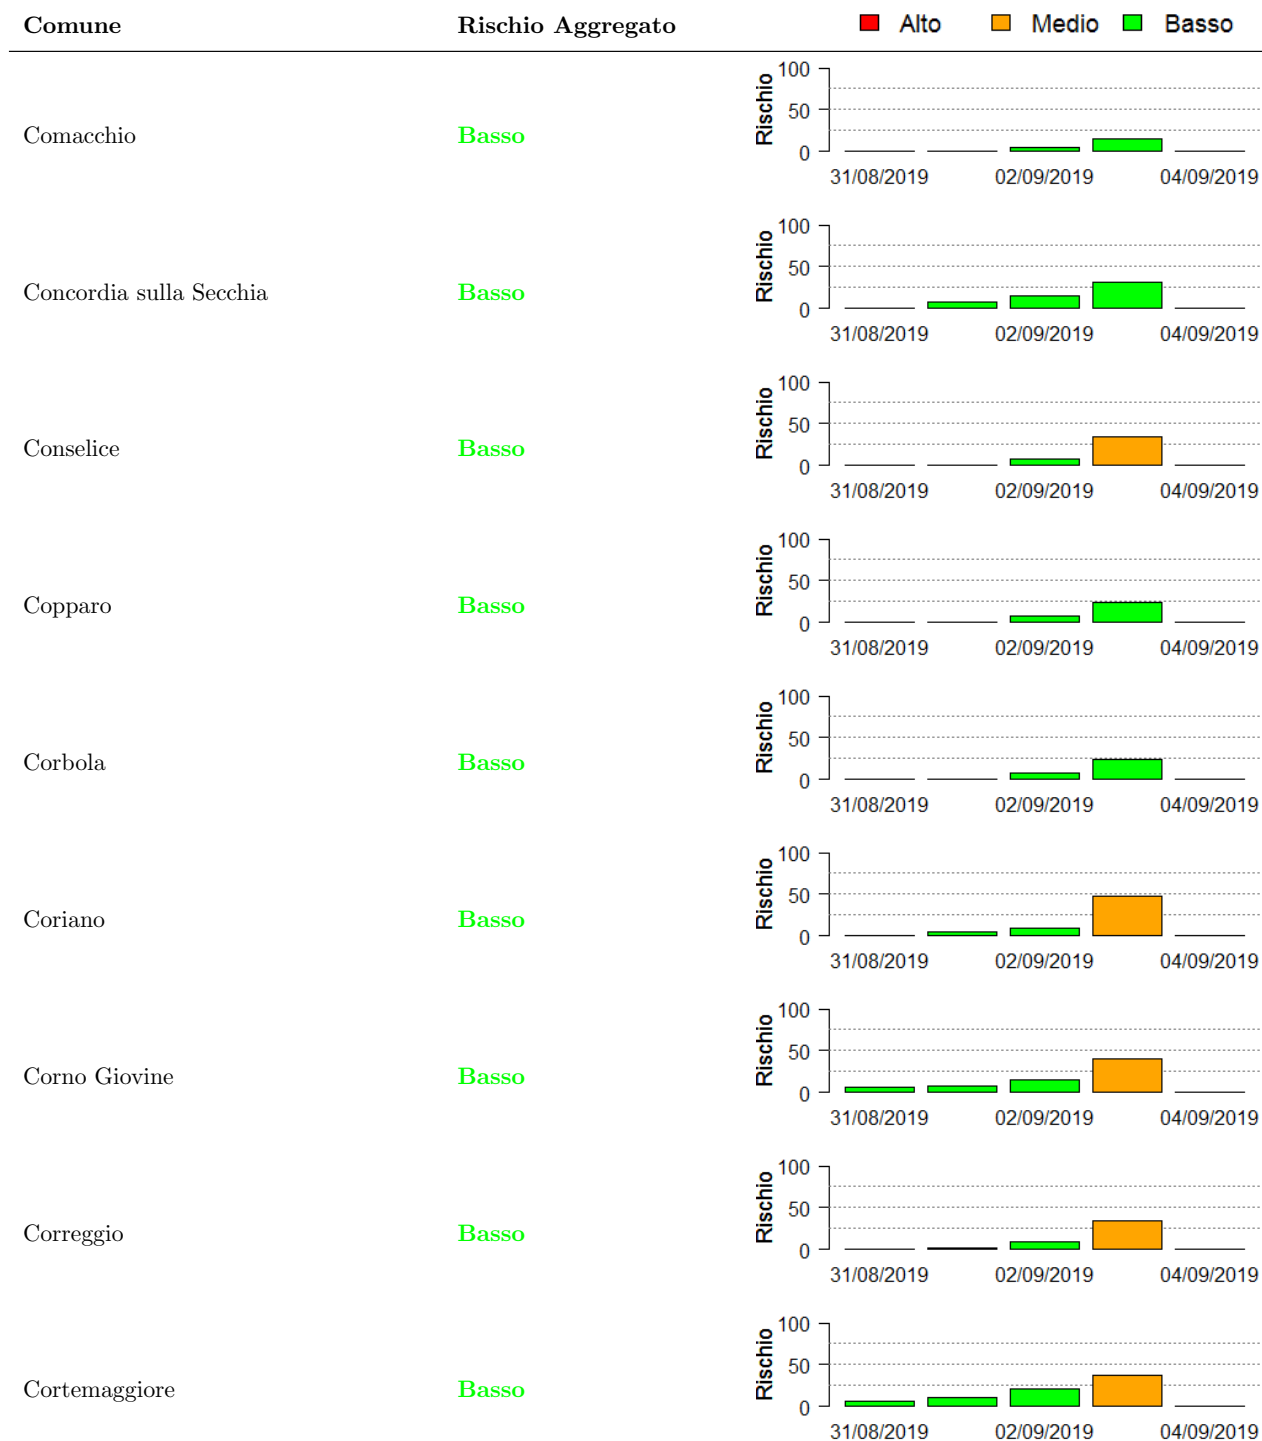 Comune Rischio Aggregato Alto Medio Basso
Comacchio Basso Rischio 100 50 0
31/08/2019 02/09/2019 04/09/2019
Concordia sulla Secchia Basso Rischio 100 50 0
31/08/2019 02/09/2019 04/09/2019
Conselice Basso Rischio 100 50 0
31/08/2019 02/09/2019 04/09/2019
Copparo Basso Rischio 100 50 0
31/08/2019 02/09/2019 04/09/2019
Corbola Basso Rischio 100 50 0
31/08/2019 02/09/2019 04/09/2019
Coriano Basso Rischio 100 50 0
31/08/2019 02/09/2019 04/09/2019
Corno Giovine Basso Rischio 100 50 0
31/08/2019 02/09/2019 04/09/2019
Correggio Basso Rischio 100 50 0
31/08/2019 02/09/2019 04/09/2019
Cortemaggiore Basso Rischio 100 50 0
31/08/2019 02/09/2019 04/09/2019